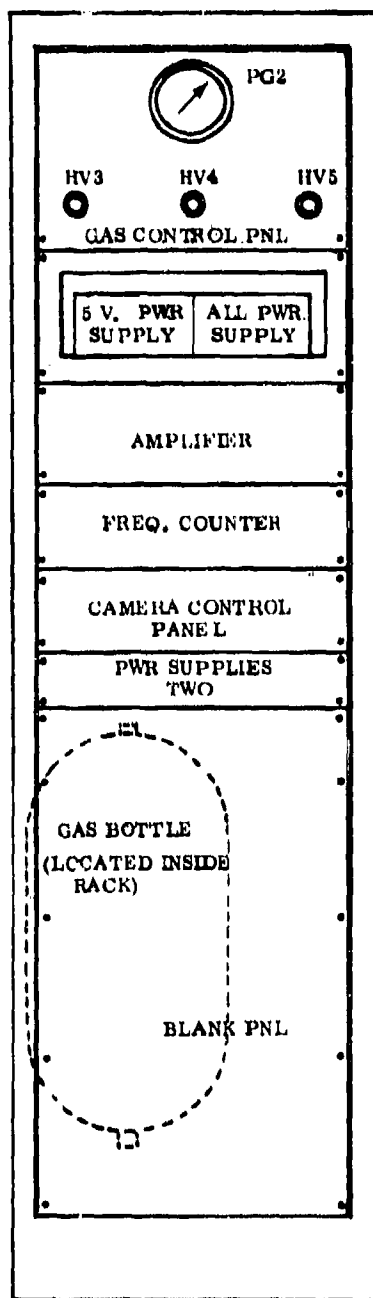 PG2
HV3 HV4 HV5
GAS CONTROL PNL
5 V. PWR SUPPLY
ALL PWR. SUPPLY
AMPLIFIER
FREQ. COUNTER
CAMERA CONTROL
PANEL
PWR SUPPLIES
TWO
GAS BOTTLE
(LOCATED INSIDE
RACK)
BLANK PNL